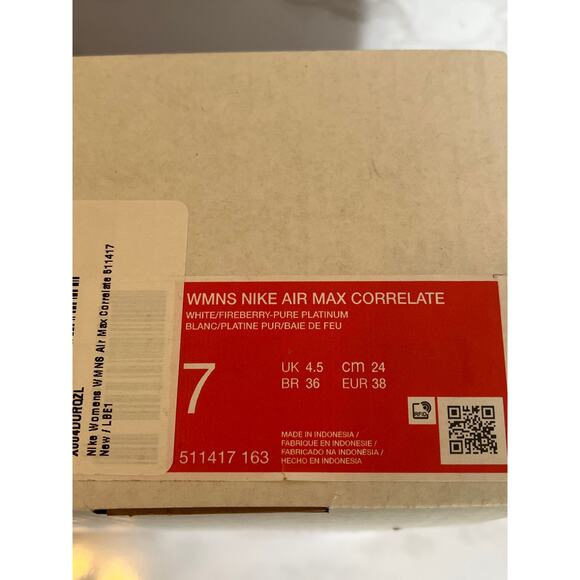 WMNS NIKE AIR MAX CORRELATE
WHITE/FIREBERRY-PURE PLATINUM
BLANC/PLATINE PUR/BAIE DE FEU
7
UK 4.5 cm 24
BR 36 EUR 38
RFID
MADE IN INDONESIA /
FABRIQUE EN INDONESIE /
FABRICADO NA INDONÉSIA /
HECHO EN INDONESIA
511417 163
Nike Womens WMNS Air Max Correlate 511417
New / LBE1